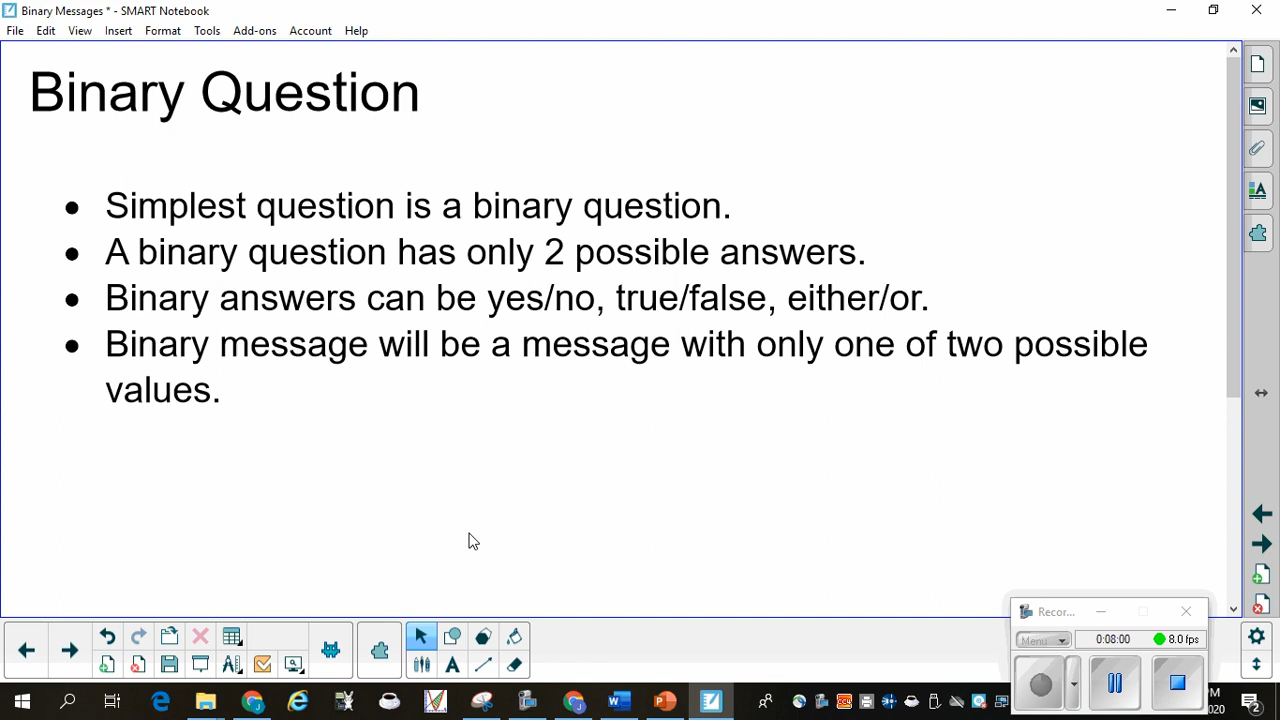 Binary Messages * - SMART Notebook
File Edit View Insert Format Tools Add-ons Account Help
Binary Question
• Simplest question is a binary question.
• A binary question has only 2 possible answers.
• Binary answers can be yes/no, true/false, either/or.
• Binary message will be a message with only one of two possible
values.
Recor...
Menu 0:08:00 8.0 fps
PM
2020
2